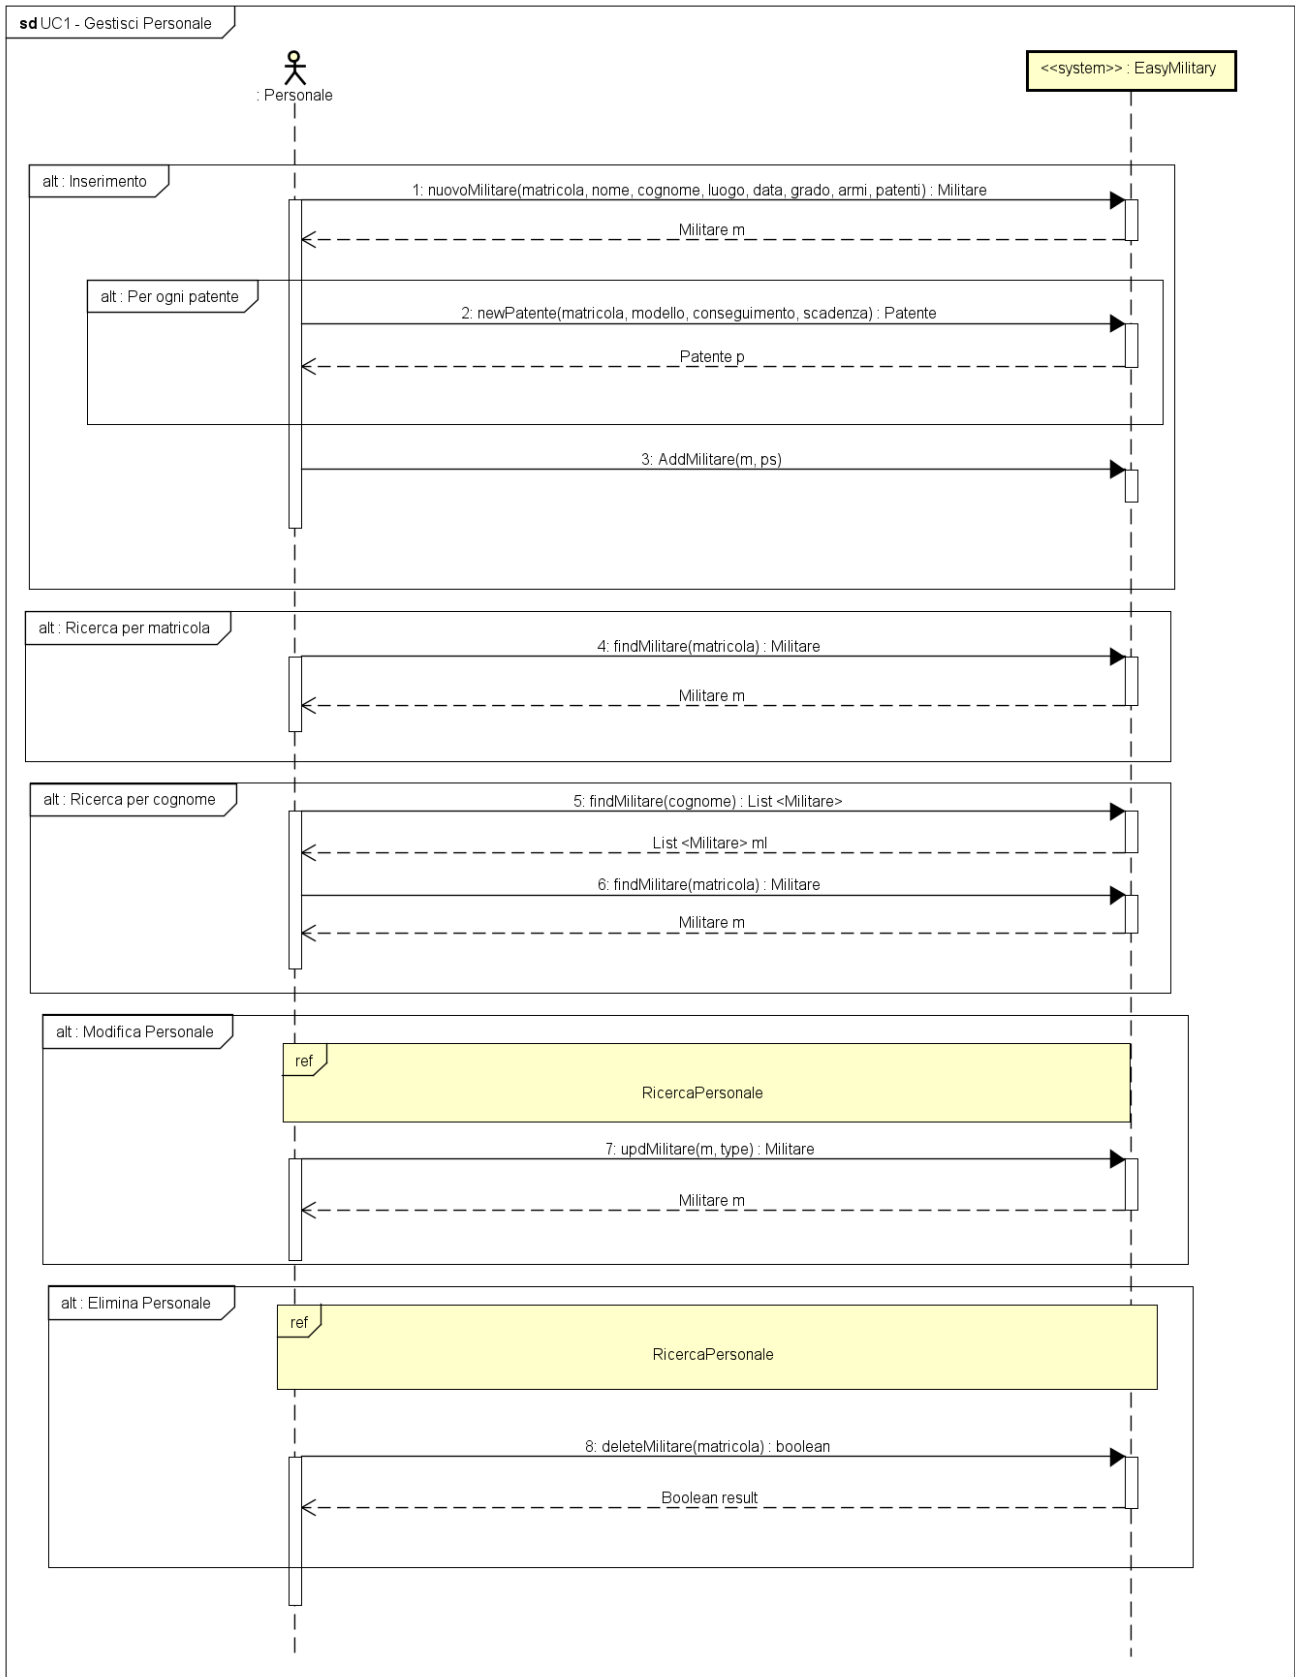 sd UC1 - Gestisci Personale
: Personale
<<system>> : EasyMilitary
alt : Inserimento
1: nuovoMilitare(matricola, nome, cognome, luogo, data, grado, armi, patenti) : Militare
Militare m
alt : Per ogni patente
2: newPatente(matricola, modello, conseguimento, scadenza) : Patente
Patente p
3: AddMilitare(m, ps)
alt : Ricerca per matricola
4: findMilitare(matricola) : Militare
Militare m
alt : Ricerca per cognome
5: findMilitare(cognome) : List <Militare>
List <Militare> ml
6: findMilitare(matricola) : Militare
Militare m
alt : Modifica Personale
ref
RicercaPersonale
7: updMilitare(m, type) : Militare
Militare m
alt : Elimina Personale
ref
RicercaPersonale
8: deleteMilitare(matricola) : boolean
Boolean result